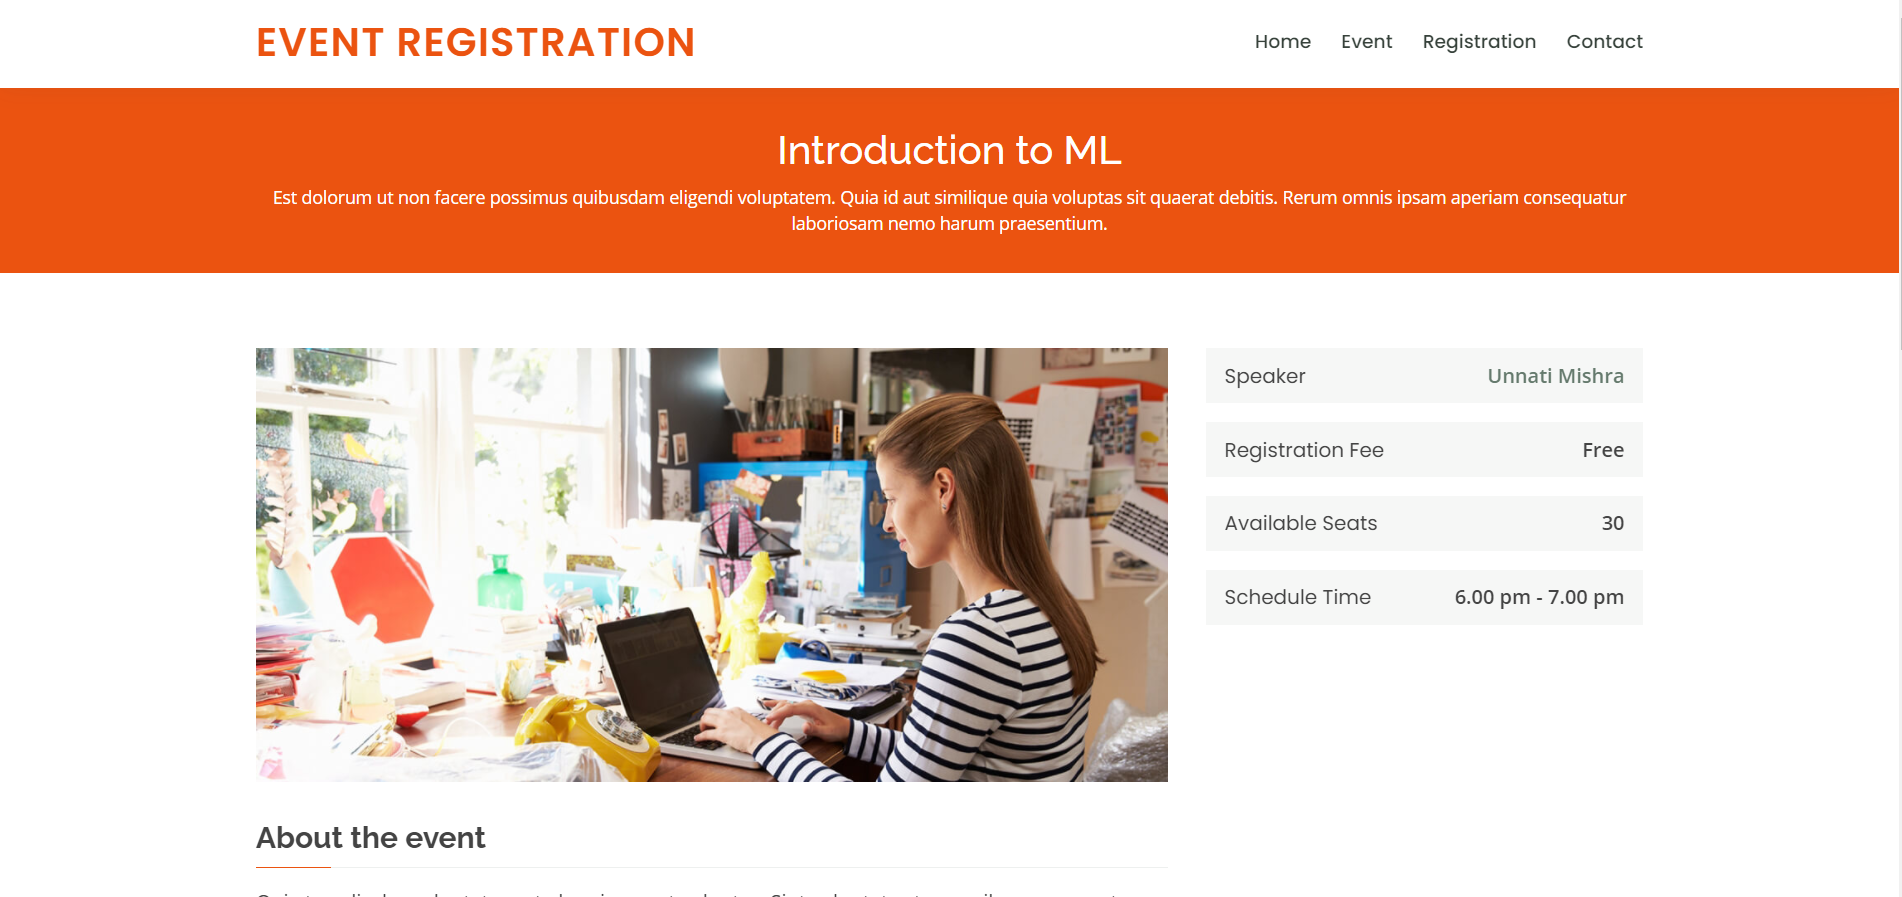 EVENT REGISTRATION
Home Event Registration Contact
Introduction to ML
Est dolorum ut non facere possimus quibusdam eligendi voluptatem. Quia id aut similique quia voluptas sit quaerat debitis. Rerum omnis ipsam aperiam consequatur
laboriosam nemo harum praesentium.
Speaker Unnati Mishra
Registration Fee Free
Available Seats 30
Schedule Time 6.00 pm - 7.00 pm
About the event